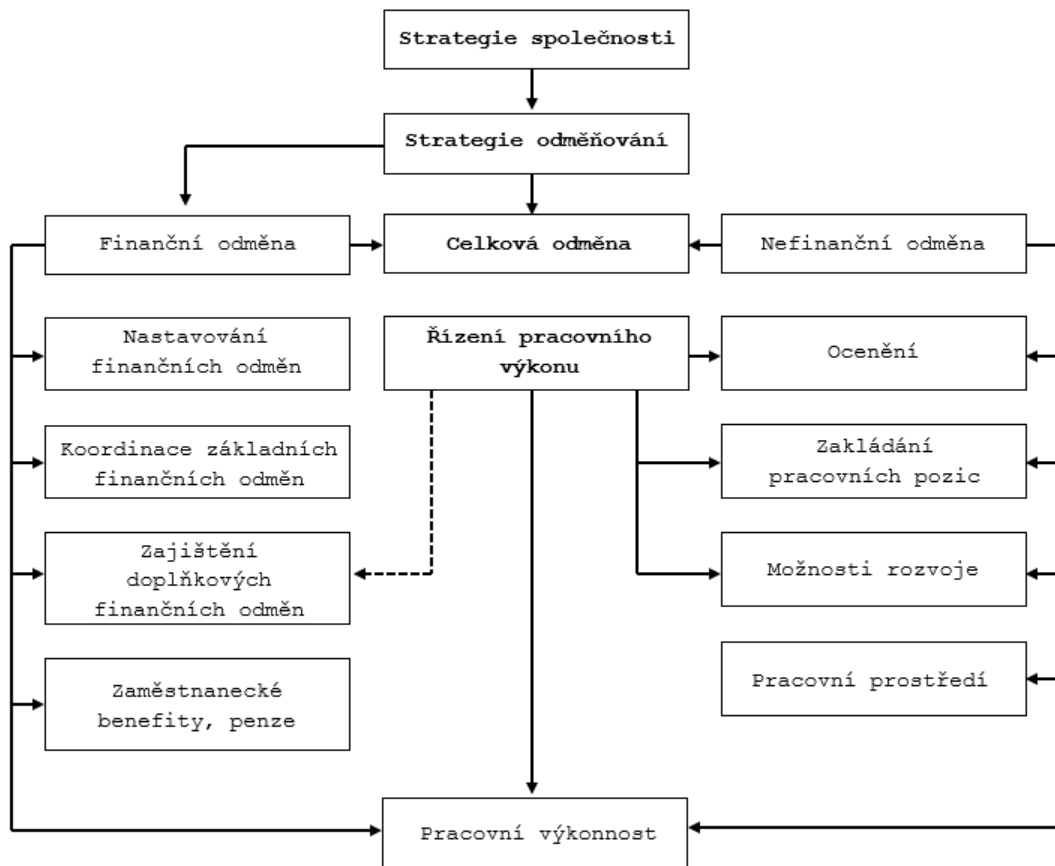 Strategie společnosti
Strategie odměňování
Finanční odměna
Celková odměna
Nefinanční odměna
Nastavování
finančních odměn
Řízení pracovního
výkonu
Ocenění
Koordinace základních
finančních odměn
Zakládání
pracovních pozic
Zajištění
doplňkových
finančních odměn
Možnosti rozvoje
Zaměstnanecké
benefity, penze
Pracovní prostředí
Pracovní výkonnost